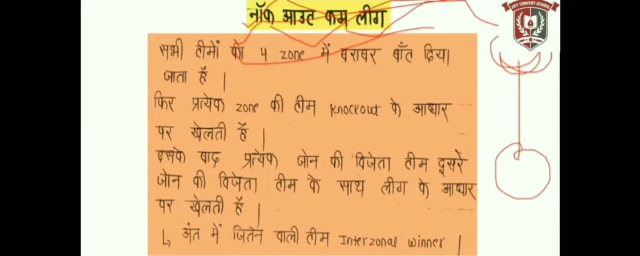 नॉक आउट कम लीग
सभी टीमों को 4 zone में बराबर बाँट दिया
जाता हैं |
फिर प्रत्येक zone की टीम knockout के आधार
पर खेलती हैं |
इसके बाद प्रत्येक जोन की विजेता टीम दूसरे
जोन की विजेता टीम के साथ लीग के आधार
पर खेलती हैं |
↳ अंत में जितने वाली टीम Interzonal winner |